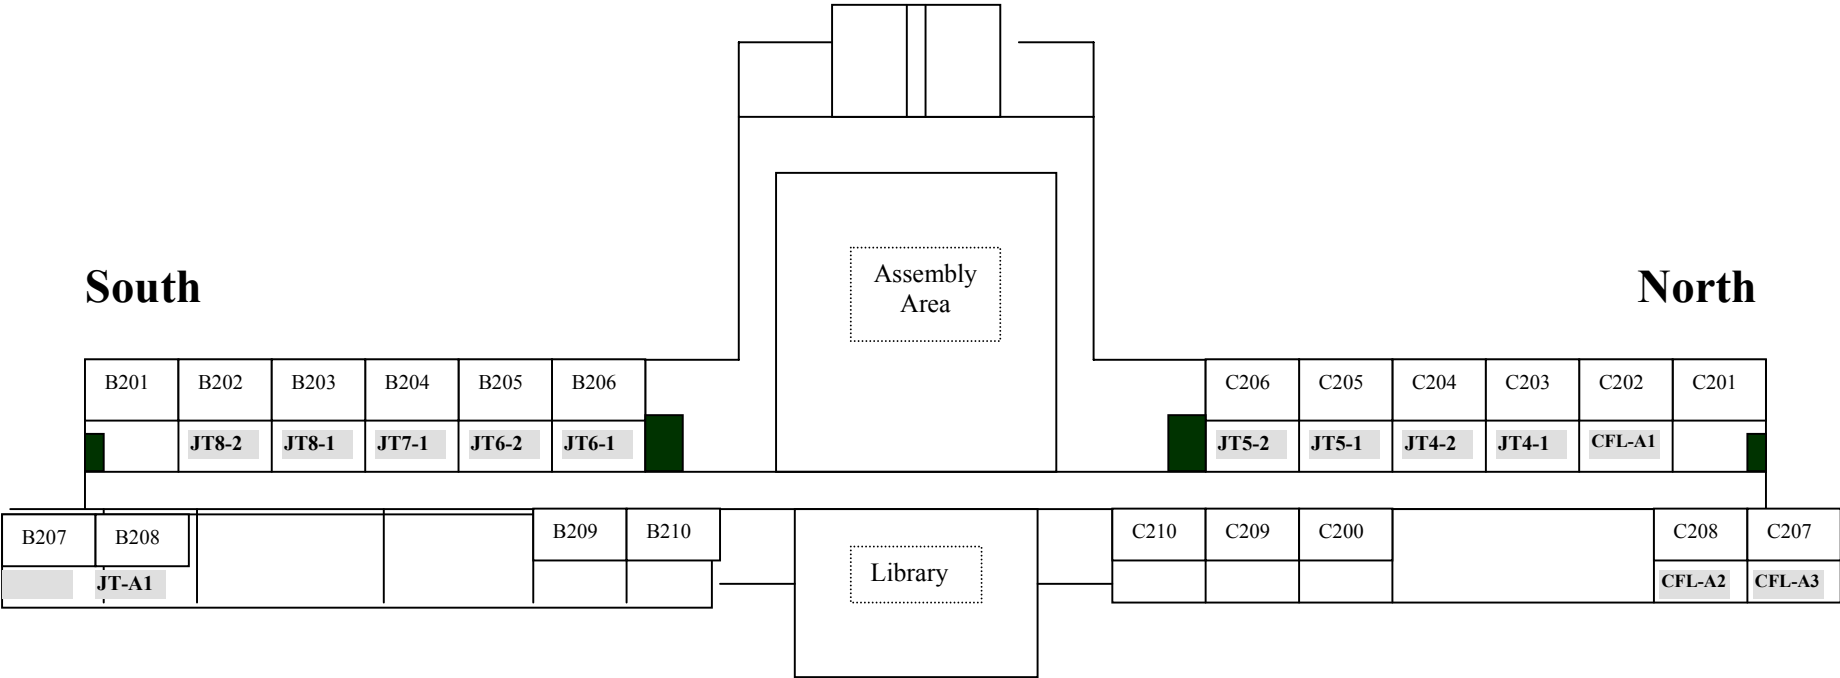 Assembly
Area
South
North
B201 B202 B203 B204 B205 B206
C206 C205 C204 C203 C202 C201
JT8-2 JT8-1 JT7-1 JT6-2 JT6-1
JT5-2 JT5-1 JT4-2 JT4-1 CFL-A1
B207 B208 B209 B210
C210 C209 C200 C208 C207
Library
JT-A1
CFL-A2 CFL-A3